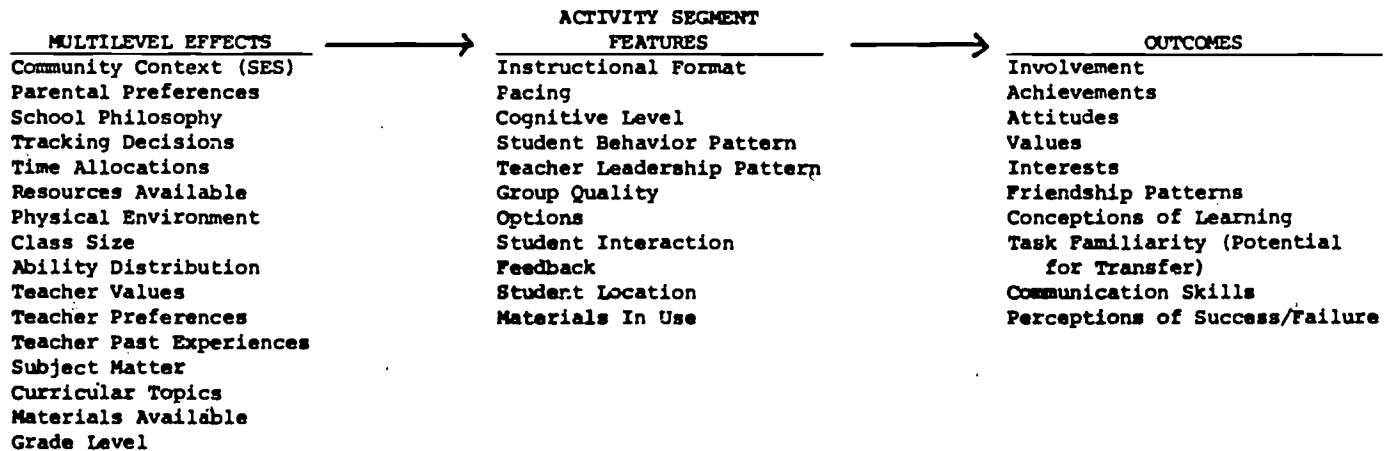 MULTILEVEL EFFECTS
Community Context (SES)
Parental Preferences
School Philosophy
Tracking Decisions
Time Allocations
Resources Available
Physical Environment
Class Size
Ability Distribution
Teacher Values
Teacher Preferences
Teacher Past Experiences
Subject Matter
Curricular Topics
Materials Available
Grade Level
ACTIVITY SEGMENT
FEATURES
Instructional Format
Pacing
Cognitive Level
Student Behavior Pattern
Teacher Leadership Pattern
Group Quality
Options
Student Interaction
Feedback
Student Location
Materials In Use
OUTCOMES
Involvement
Achievements
Attitudes
Values
Interests
Friendship Patterns
Conceptions of Learning
Task Familiarity (Potential
for Transfer)
Communication Skills
Perceptions of Success/Failure